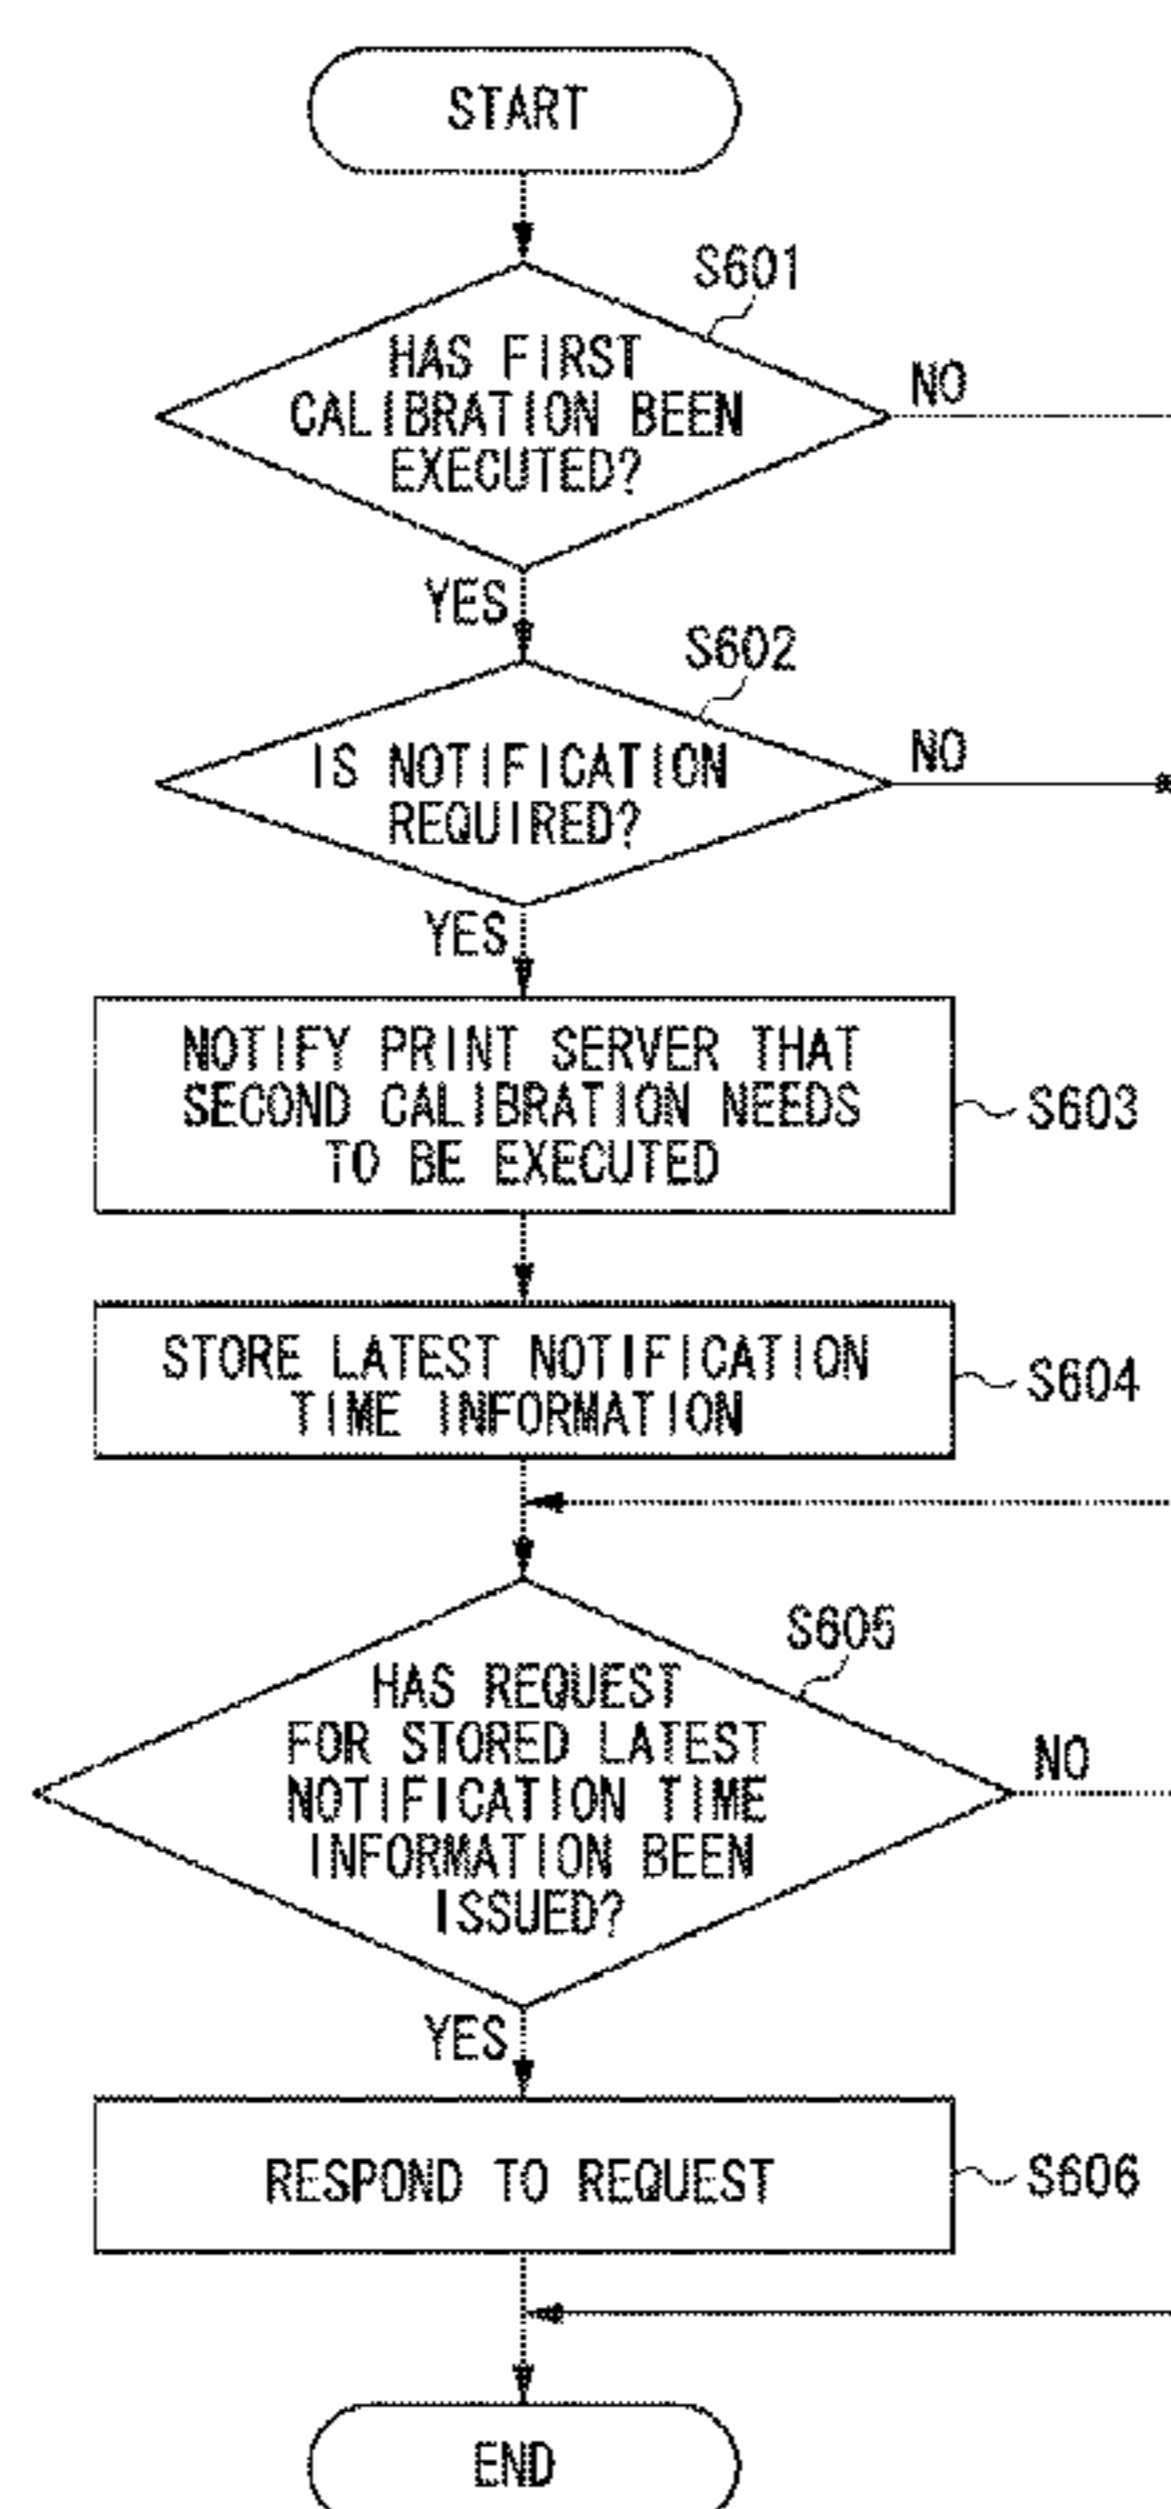 START
S601
HAS FIRST
CALIBRATION BEEN
EXECUTED?
NO
YES
S602
IS NOTIFICATION
REQUIRED?
NO
YES
NOTIFY PRINT SERVER THAT
SECOND CALIBRATION NEEDS
TO BE EXECUTED
S603
STORE LATEST NOTIFICATION
TIME INFORMATION
S604
S605
HAS REQUEST
FOR STORED LATEST
NOTIFICATION TIME
INFORMATION BEEN
ISSUED?
NO
YES
RESPOND TO REQUEST
S606
END